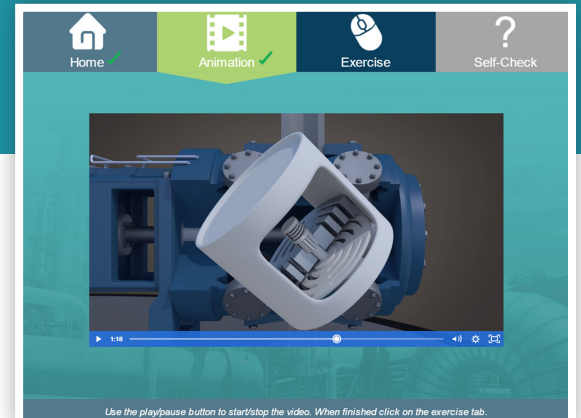 Home
Animation
Exercise
Self-Check
1:18
Use the play/pause button to start/stop the video. When finished click on the exercise tab.